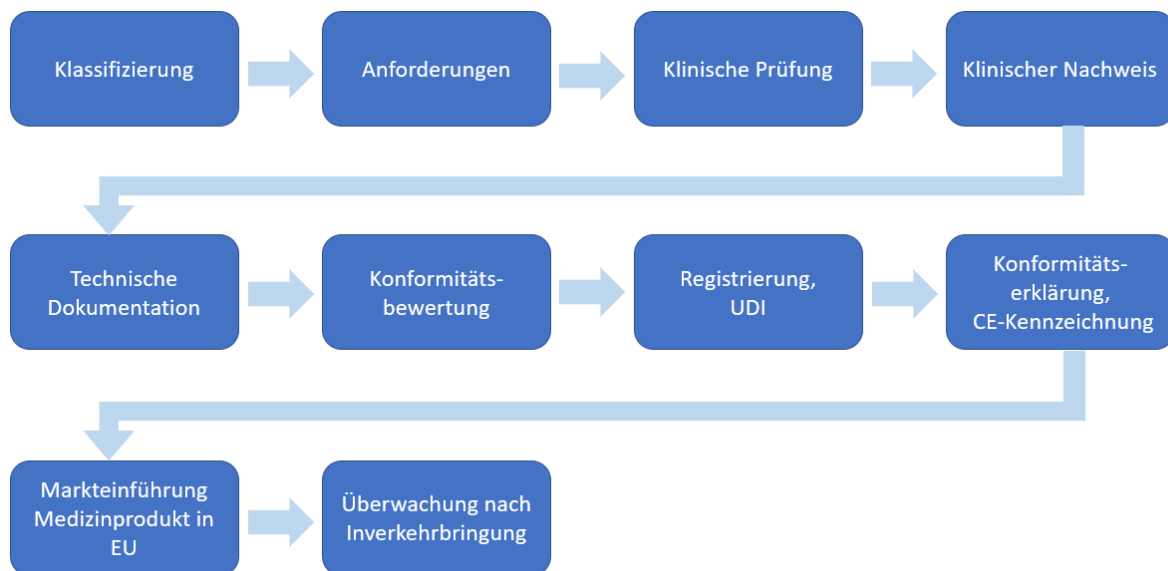 Klassifizierung
Anforderungen
Klinische Prüfung
Klinischer Nachweis
Technische
Dokumentation
Konformitäts-
bewertung
Registrierung,
UDI
Konformitäts-
erklärung,
CE-Kennzeichnung
Markteinführung
Medizinprodukt in
EU
Überwachung nach
Inverkehrbringung